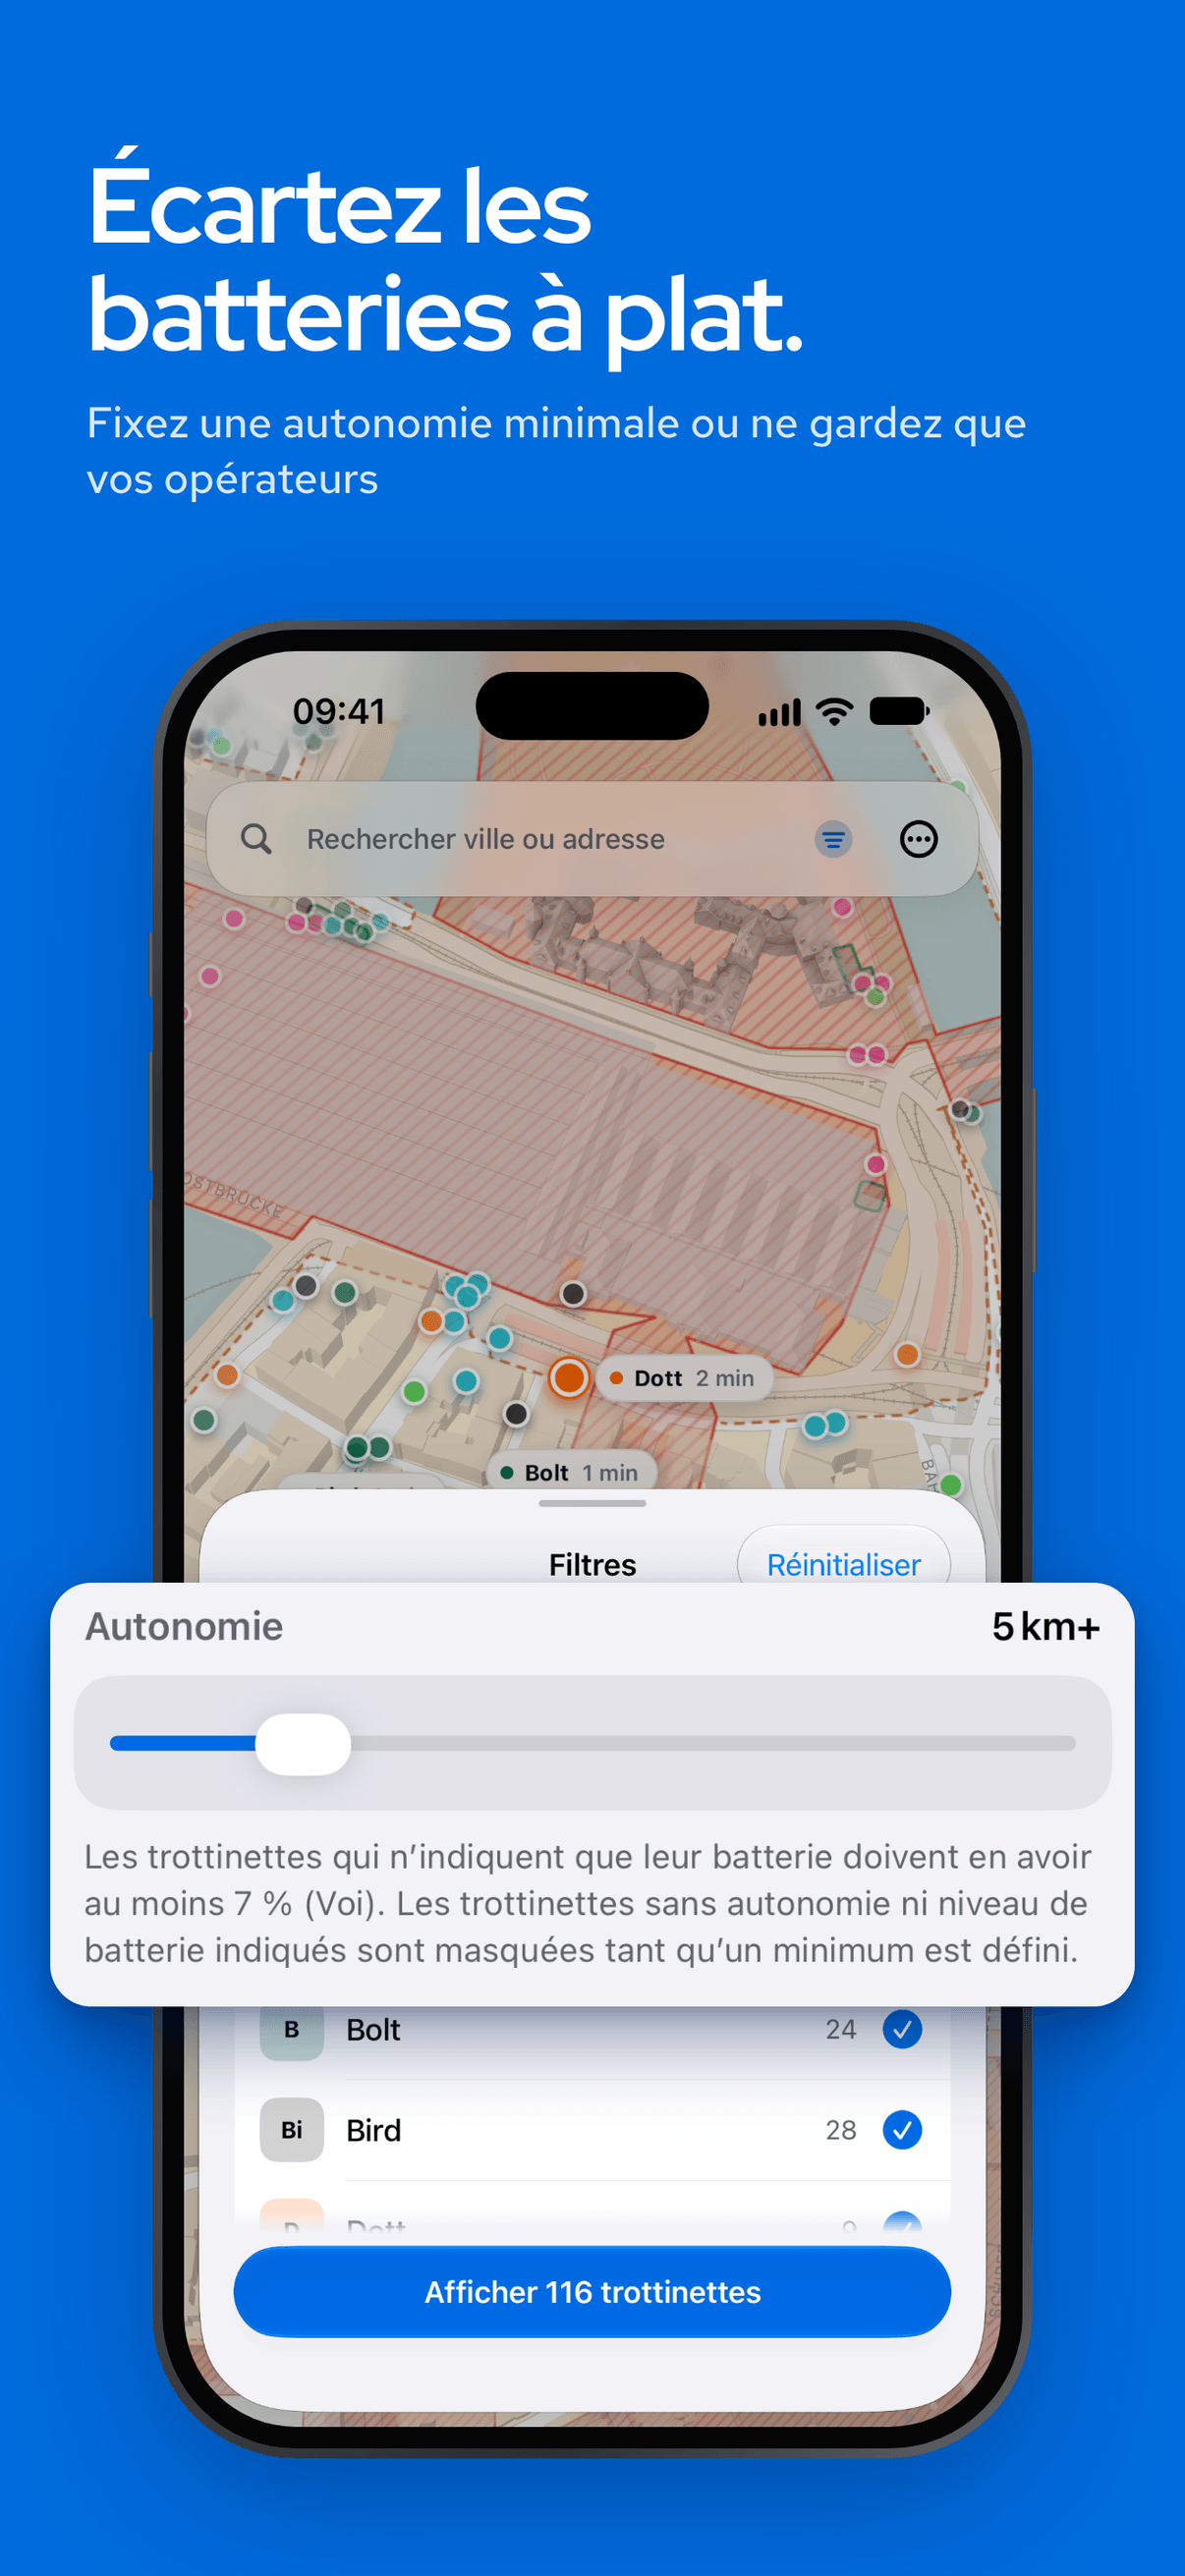 Écartez les
batteries à plat.
Fixez une autonomie minimale ou ne gardez que
vos opérateurs
09:41
Rechercher ville ou adresse
OSTBRÜCKE
Dott 2 min
Bolt 1 min
Filtres
Réinitialiser
Autonomie
5 km+
Les trottinettes qui n’indiquent que leur batterie doivent en avoir
au moins 7 % (Voi). Les trottinettes sans autonomie ni niveau de
batterie indiqués sont masquées tant qu’un minimum est défini.
B Bolt 24
Bi Bird 28
D Dott 9
Afficher 116 trottinettes